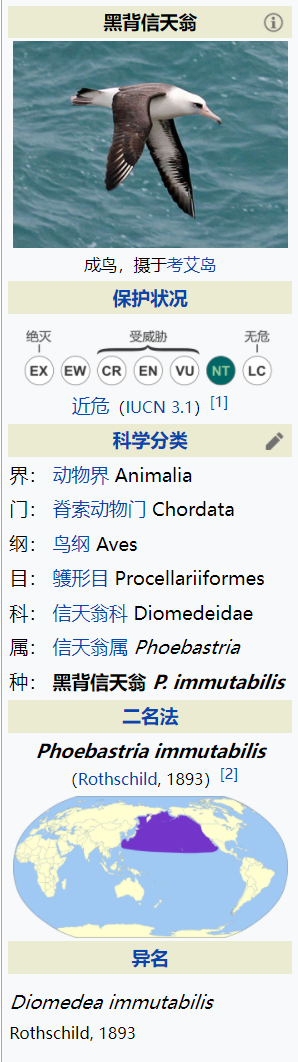 黑背信天翁
成鸟，摄于考艾岛
保护状况
绝灭 受威胁 无危
EX EW CR EN VU NT LC
近危（IUCN 3.1）[1]
科学分类
界： 动物界 Animalia
门： 脊索动物门 Chordata
纲： 鸟纲 Aves
目： 鹱形目 Procellariiformes
科： 信天翁科 Diomedeidae
属： 信天翁属 Phoebastria
种： 黑背信天翁 P. immutabilis
二名法
Phoebastria immutabilis
（Rothschild, 1893）[2]
异名
Diomedea immutabilis
Rothschild, 1893